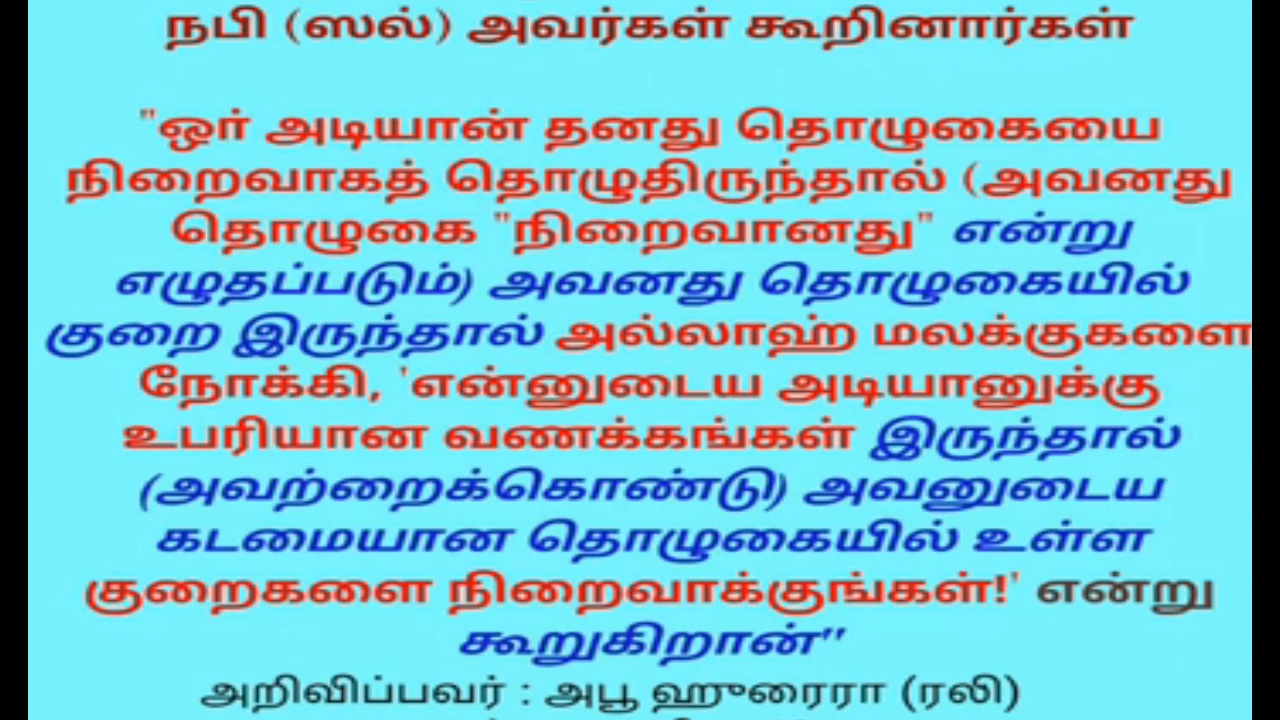 நபி (ஸல்) அவர்கள் கூறினார்கள்
"ஓர் அடியான் தனது தொழுகையை
நிறைவாகத் தொழுதிருந்தால் (அவனது
தொழுகை "நிறைவானது" என்று
எழுதப்படும்) அவனது தொழுகையில்
குறை இருந்தால் அல்லாஹ் மலக்குகளை
நோக்கி, 'என்னுடைய அடியானுக்கு
உபரியான வணக்கங்கள் இருந்தால்
(அவற்றைக்கொண்டு) அவனுடைய
கடமையான தொழுகையில் உள்ள
குறைகளை நிறைவாக்குங்கள்!' என்று
கூறுகிறான்"
அறிவிப்பவர் : அபூ ஹுரைரா (ரலி)